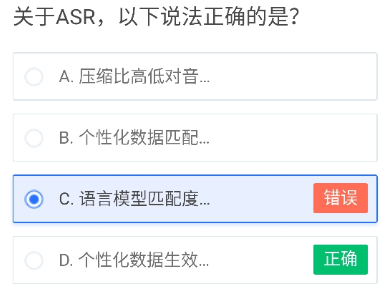 关于ASR，以下说法正确的是？
A. 压缩比高低对音...
B. 个性化数据匹配...
C. 语言模型匹配度... 错误
D. 个性化数据生效... 正确